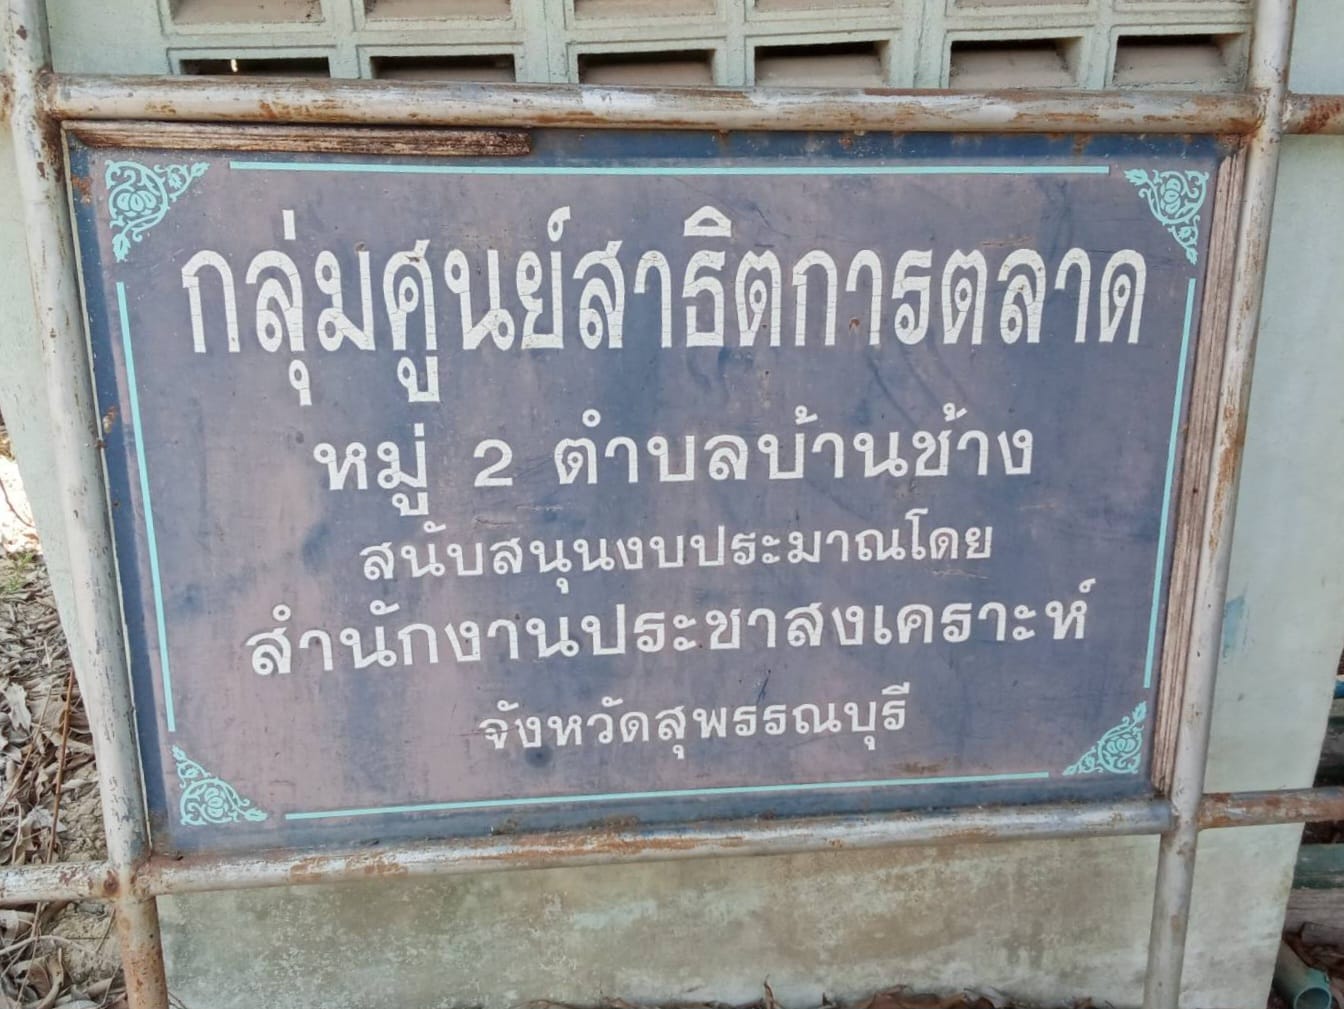 กลุ่มศูนย์สาธิตการตลาด
หมู่ 2 ตำบลบ้านช้าง
สนับสนุนงบประมาณโดย
สำนักงานประชาสงเคราะห์
จังหวัดสุพรรณบุรี